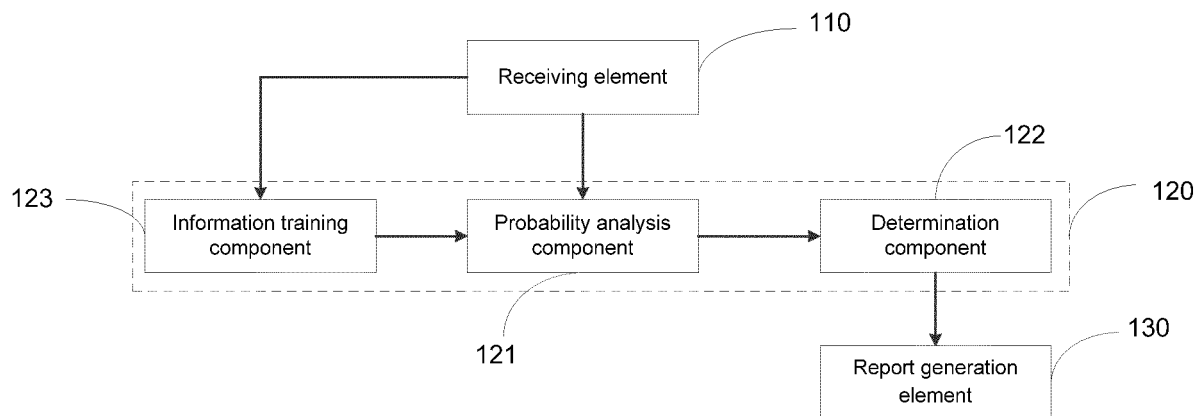 110
Receiving element
122
123
120
Information training
component
Probability analysis
component
Determination
component
121
130
Report generation
element